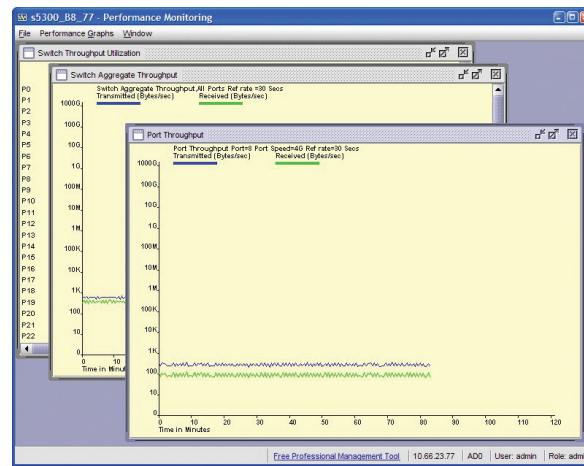 s5300_B8_77 - Performance Monitoring
File Performance Graphs Window
Switch Throughput Utilization
Switch Aggregate Throughput
Switch Aggregate Throughput,All Ports Ref rate=30 Secs
Transmitted (Bytes/sec) Received (Bytes/sec)
P0
P1
P2
P3
P4
P5
P6
P7
P8
P9
P10
P11
P12
P13
P14
P15
P16
P17
P18
P19
P20
P21
P22
1000G
100G
10G
1G
100M
10M
1M
100K
10K
1K
100
10
0
0 10
Time in Minut
Port Throughput
Port Throughput Port=8 Port Speed=4G Ref rate=30 Secs
Transmitted (Bytes/sec) Received (Bytes/sec)
1000G
100G
10G
1G
100M
10M
1M
100K
10K
1K
100
10
0
0 10 20 30 40 50 60 70 80 90 100 110 120
Time in Minutes
Free Professional Management Tool 10.66.23.77 AD0 User: admin Role: adm